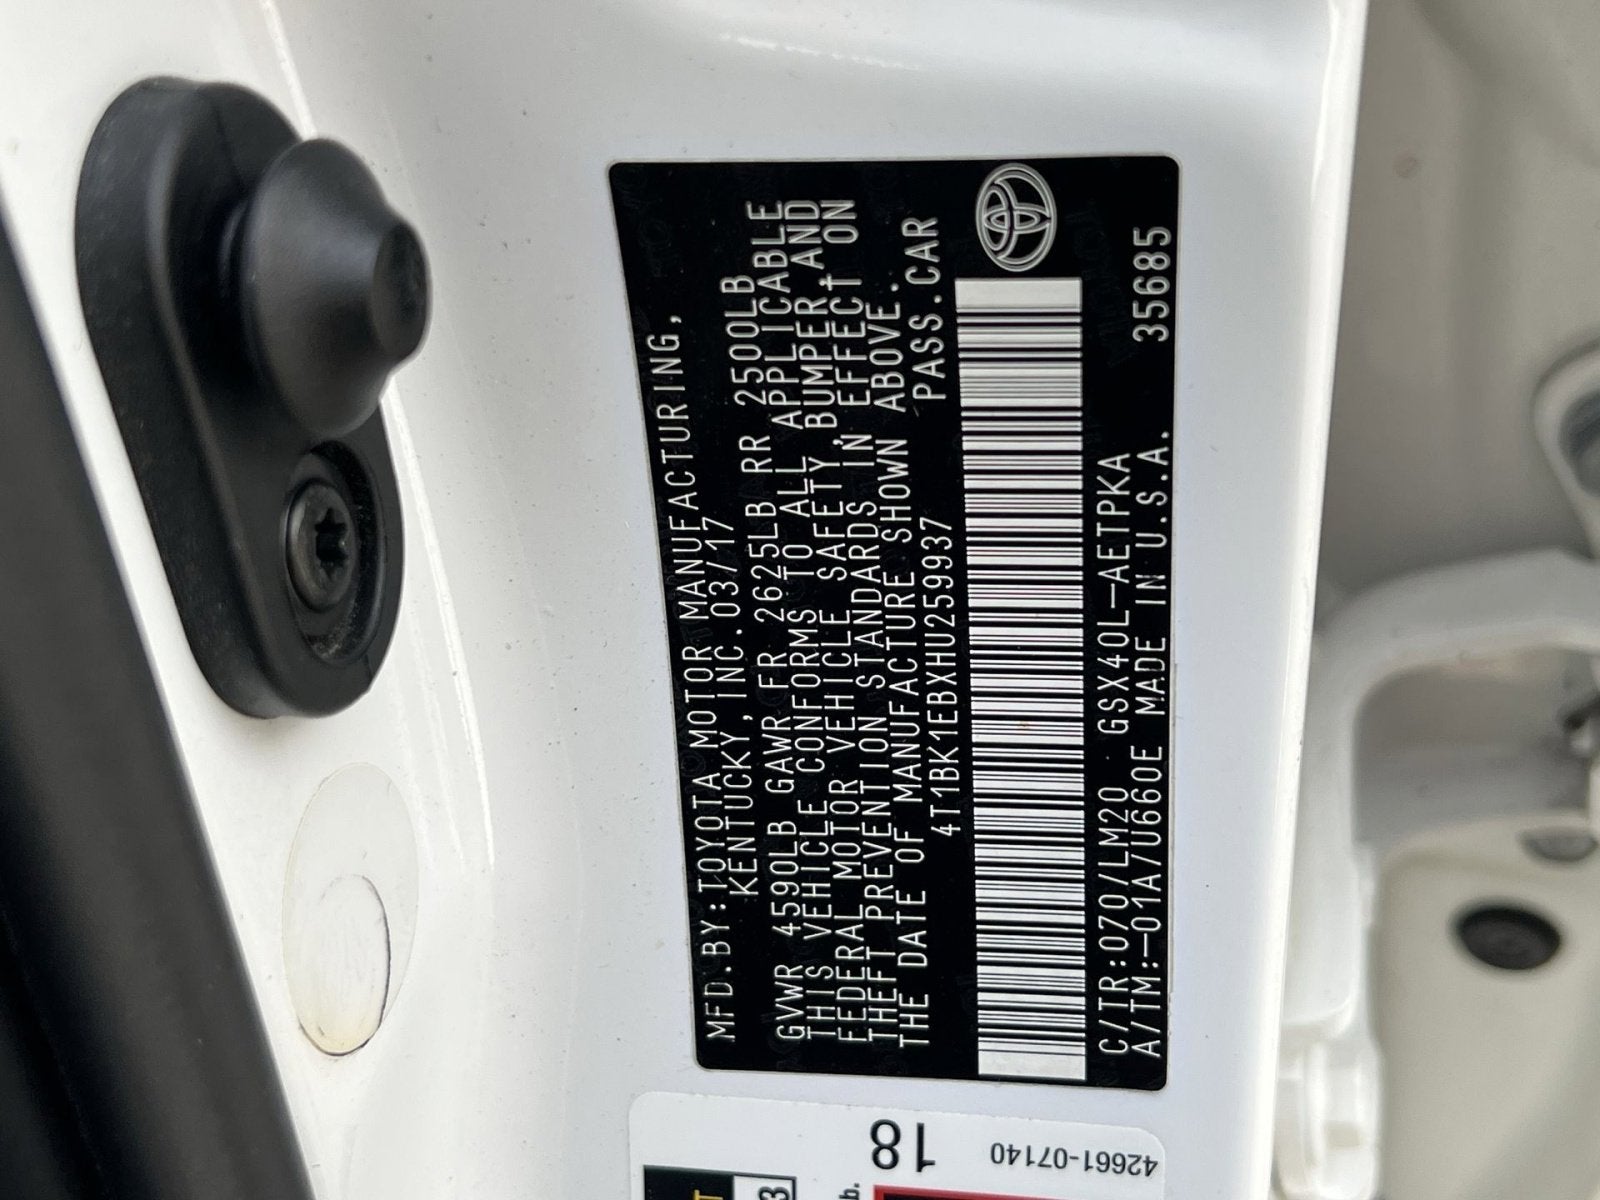 MFD.BY:TOYOTA MOTOR MANUFACTURING,
KENTUCKY,INC.03/17
GVWR 4590LB GAWR FR 2625LB RR 2500LB
THIS VEHICLE CONFORMS TO ALL APPLICABLE
FEDERAL MOTOR VEHICLE SAFETY,BUMPER,AND
THEFT PREVENTION STANDARDS IN EFFECT ON
THE DATE OF MANUFACTURE SHOWN ABOVE.
4T1BK1EBXHU259937 PASS.CAR
C/TR:070/LM20 GSX40L-AETPKA
A/TM:-01A/U660E MADE IN U.S.A. 35685
42661-07140
18